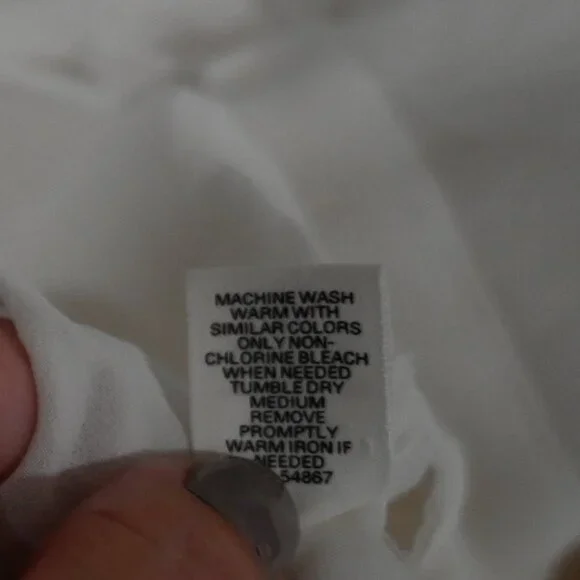 MACHINE WASH
WARM WITH
SIMILAR COLORS
ONLY NON-
CHLORINE BLEACH
WHEN NEEDED
TUMBLE DRY
MEDIUM
REMOVE
PROMPTLY
WARM IRON IF
NEEDED
54867